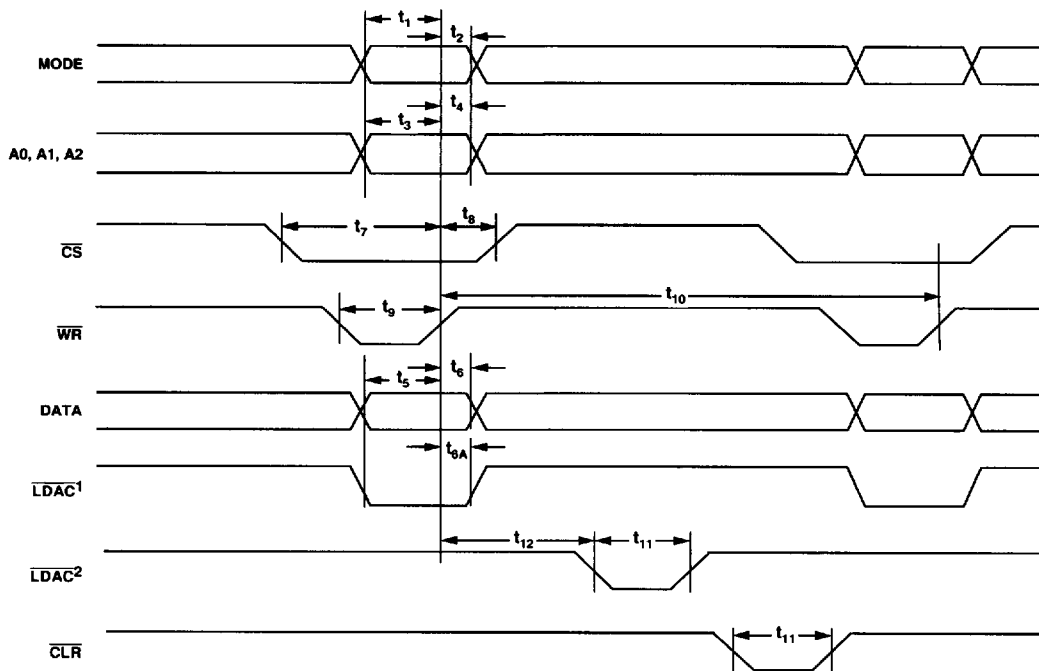 t1
t2
MODE
t4
t3
A0, A1, A2
t7
t8
CS
t10
t9
WR
t6
t5
DATA
t6A
LDAC1
t12
t11
LDAC2
t11
CLR